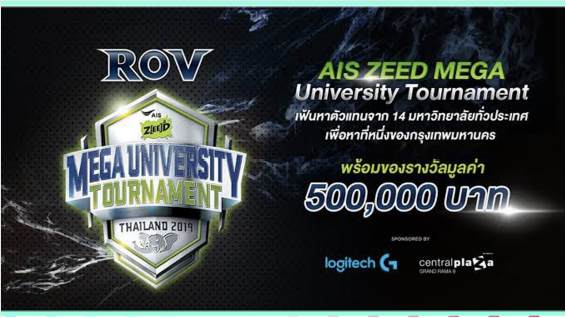 ROV
AIS
ZEED
MEGA UNIVERSITY
TOURNAMENT
THAILAND 2019
AIS ZEED MEGA
University Tournament
เฟ้นหาตัวแทนจาก 14 มหาวิทยาลัยทั่วประเทศ
เพื่อหาที่หนึ่งของกรุงเทพมหานคร
พร้อมของรางวัลมูลค่า
500,000 บาท
SPONSORED BY
logitech G
centralplaza
GRAND RAMA 9